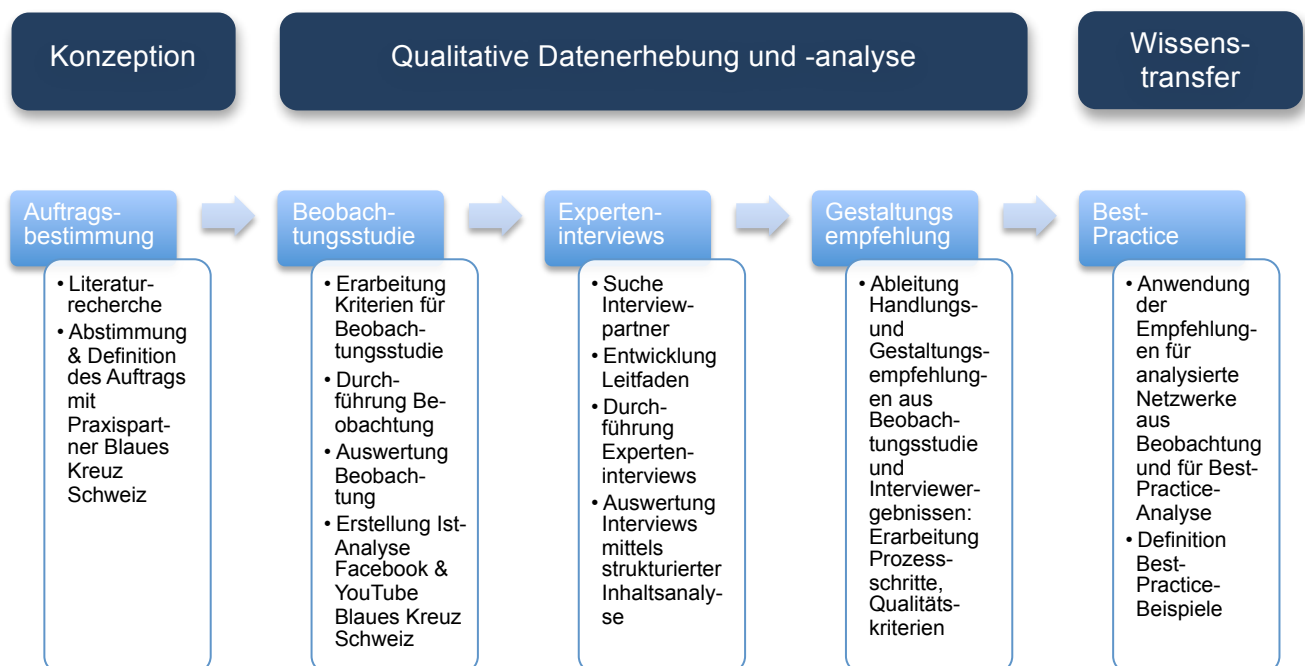 Konzeption
Qualitative Datenerhebung und -analyse
Wissens-
transfer
Auftrags-
bestimmung
• Literatur-
recherche
• Abstimmung
& Definition
des Auftrags
mit
Praxispart-
ner Blaues
Kreuz
Schweiz
Beobach-
tungsstudie
• Erarbeitung
Kriterien für
Beobach-
tungsstudie
• Durch-
führung Be-
obachtung
• Auswertung
Beobach-
tung
• Erstellung Ist-
Analyse
Facebook &
YouTube
Blaues Kreuz
Schweiz
Experten-
interviews
• Suche
Interview-
partner
• Entwicklung
Leitfaden
• Durch-
führung
Experten-
interviews
• Auswertung
Interviews
mittels
strukturierter
Inhaltsanaly-
se
Gestaltungs
empfehlung
• Ableitung
Handlungs-
und
Gestaltungs-
empfehlung-
en aus
Beobach-
tungsstudie
und
Interviewer-
gebnissen:
Erarbeitung
Prozess-
schritte,
Qualitäts-
kriterien
Best-
Practice
• Anwendung
der
Empfehlung-
en für
analysierte
Netzwerke
aus
Beobachtung
und für Best-
Practice-
Analyse
• Definition
Best-
Practice-
Beispiele